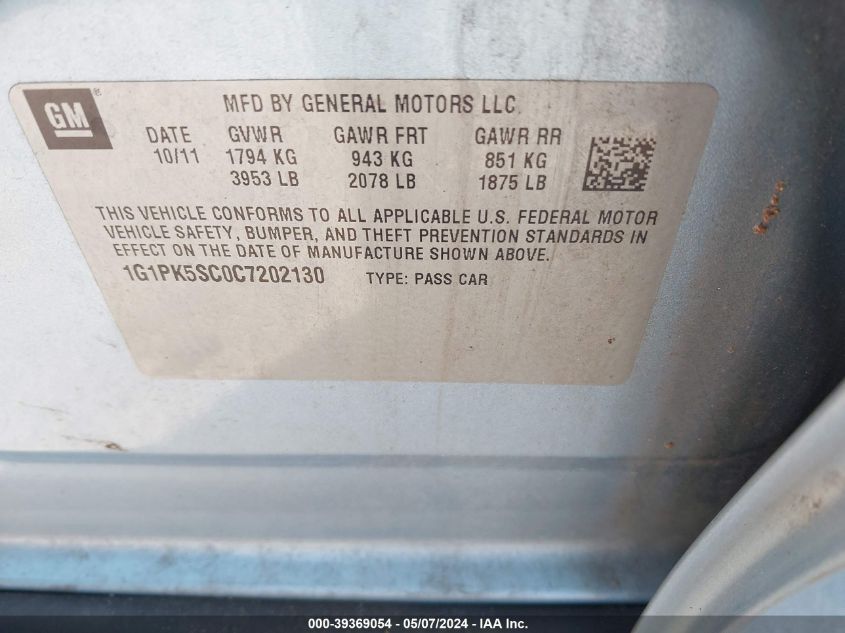 GM ®
MFD BY GENERAL MOTORS LLC
DATE GVWR GAWR FRT GAWR RR
10/11 1794 KG 943 KG 851 KG
3953 LB 2078 LB 1875 LB
THIS VEHICLE CONFORMS TO ALL APPLICABLE U.S. FEDERAL MOTOR
VEHICLE SAFETY, BUMPER, AND THEFT PREVENTION STANDARDS IN
EFFECT ON THE DATE OF MANUFACTURE SHOWN ABOVE.
1G1PK5SC0C7202130 TYPE: PASS CAR
000-39369054 - 05/07/2024 - IAA Inc.